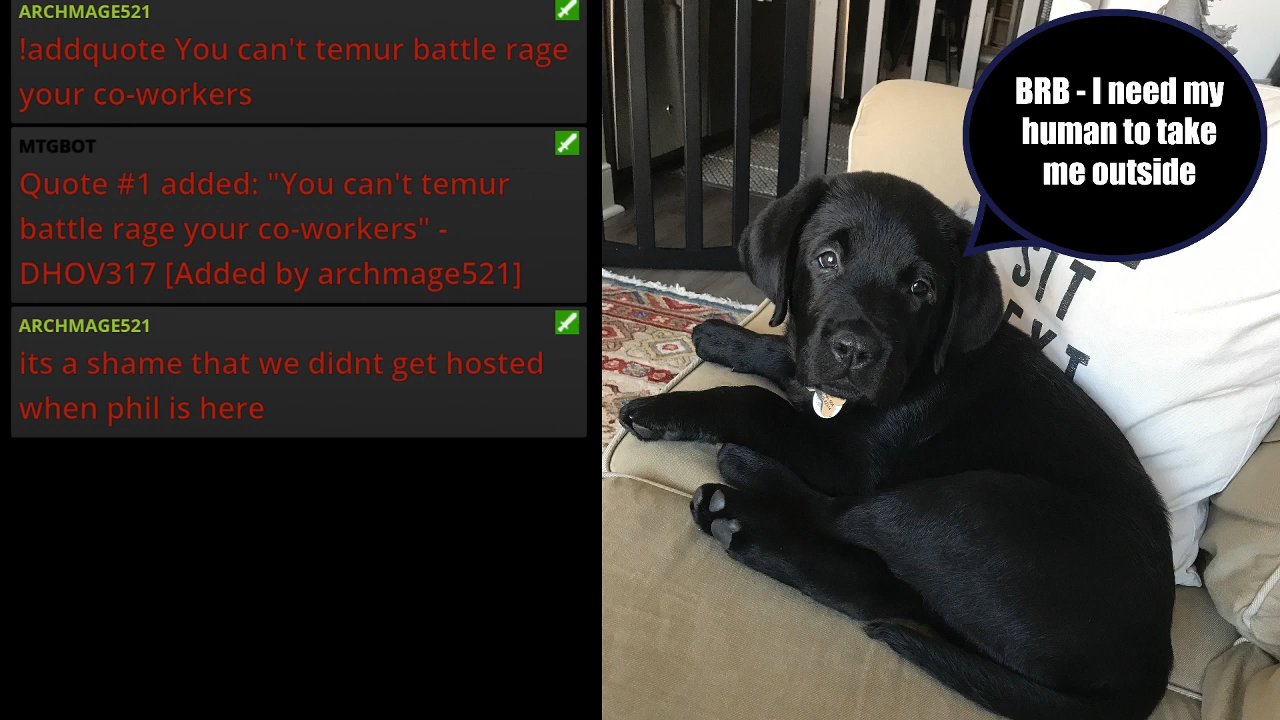 ARCHMAGE521
!addquote You can't temur battle rage
your co-workers
MTGBOT
Quote #1 added: "You can't temur
battle rage your co-workers" -
DHOV317 [Added by archmage521]
ARCHMAGE521
its a shame that we didnt get hosted
when phil is here
BRB - I need my
human to take
me outside
SIT